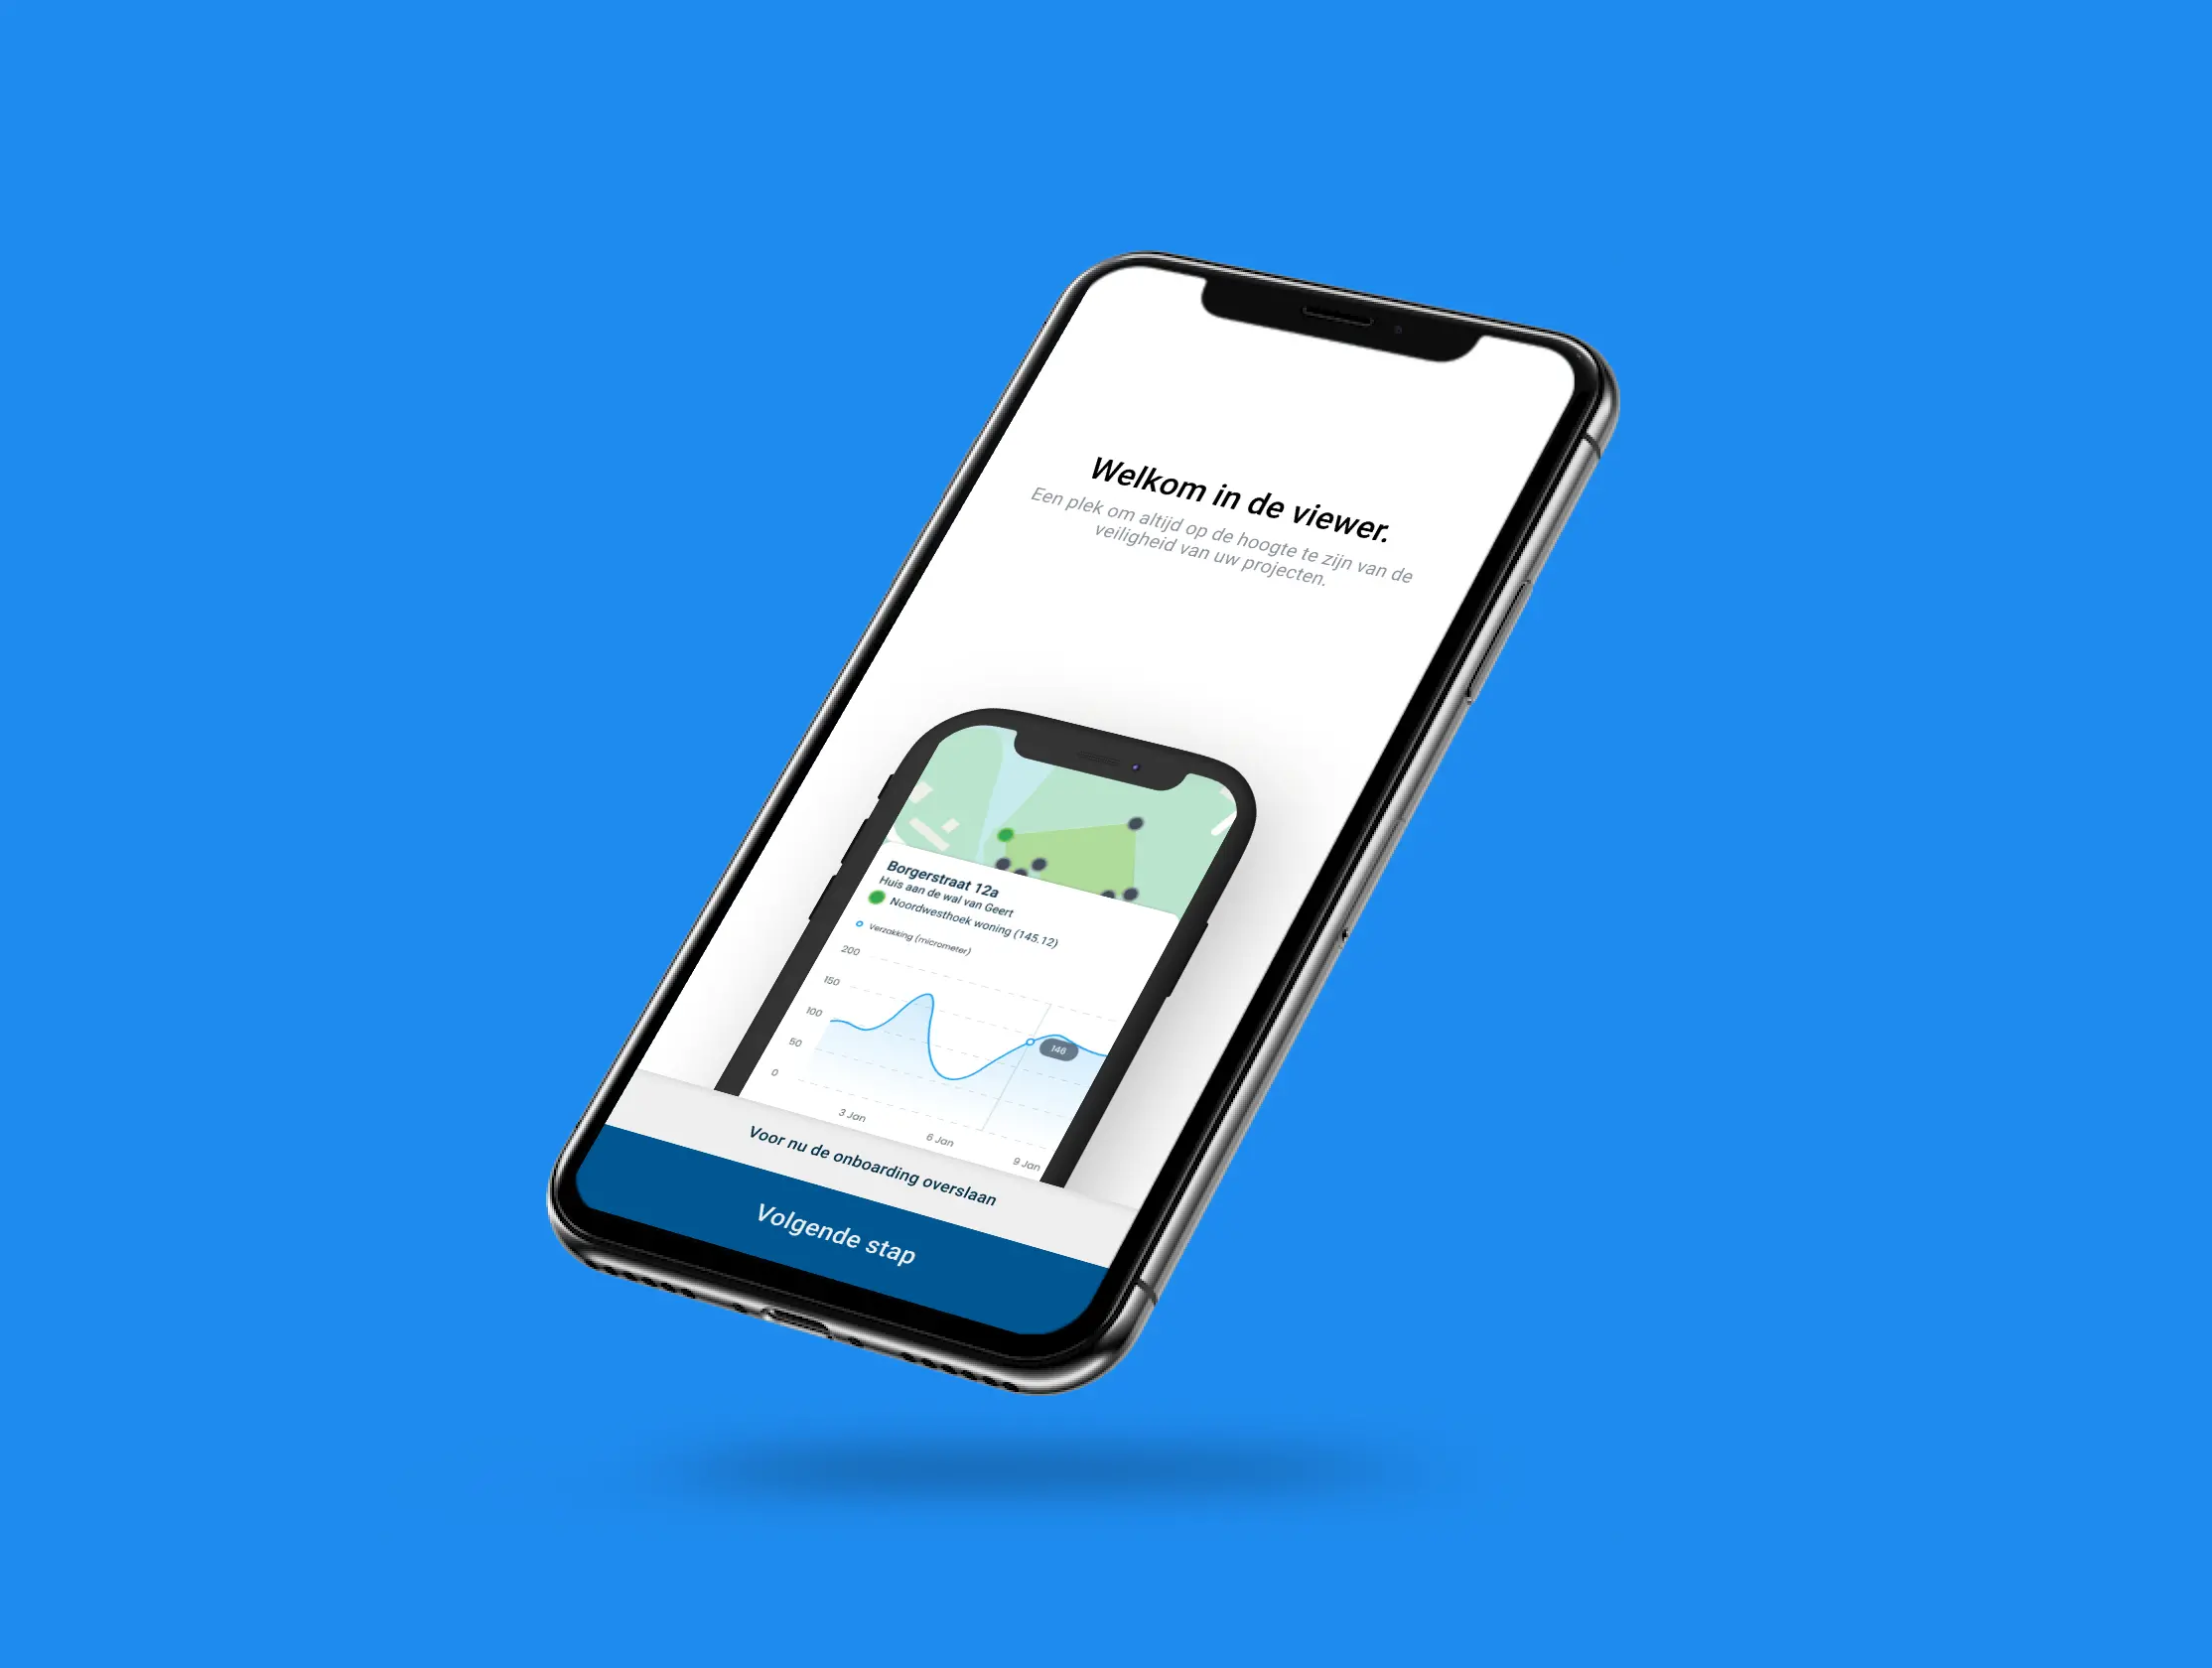 Welkom in de viewer.
Een plek om altijd op de hoogte te zijn van de
veiligheid van uw projecten.
Borgerstraat 12a
Huis aan de wal van Geert
Noordwesthoek woning (145.12)
Verzakking (micrometer)
200
150
100
50
0
146
3 Jan
6 Jan
9 Jan
Voor nu de onboarding overslaan
Volgende stap